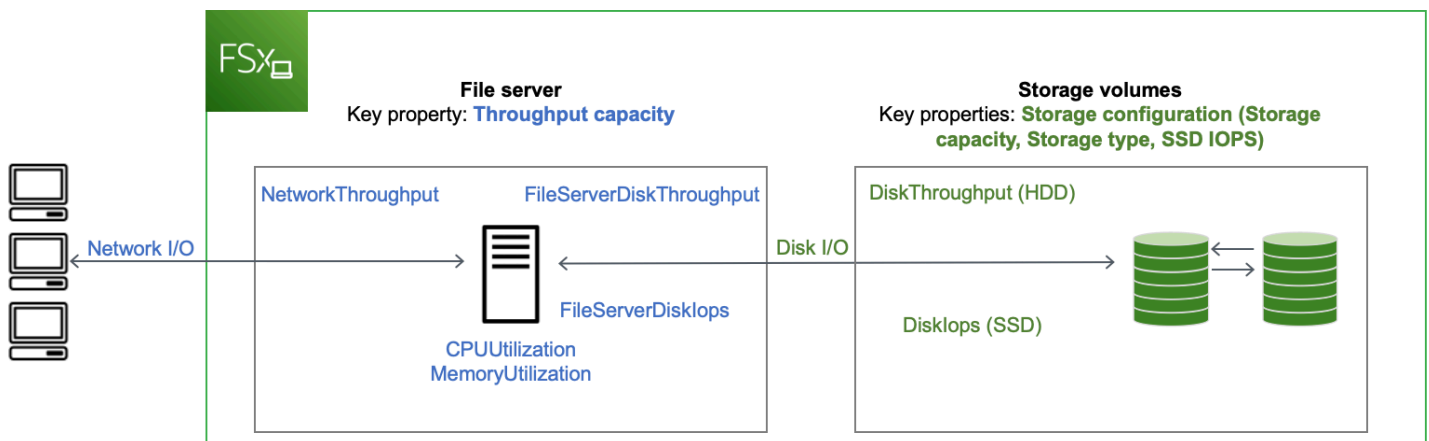 FSx
File server
Key property: Throughput capacity
Storage volumes
Key properties: Storage configuration (Storage
capacity, Storage type, SSD IOPS)
NetworkThroughput
FileServerDiskThroughput
DiskThroughput (HDD)
Network I/O
Disk I/O
FileServerDiskIops
DiskIops (SSD)
CPUUtilization
MemoryUtilization